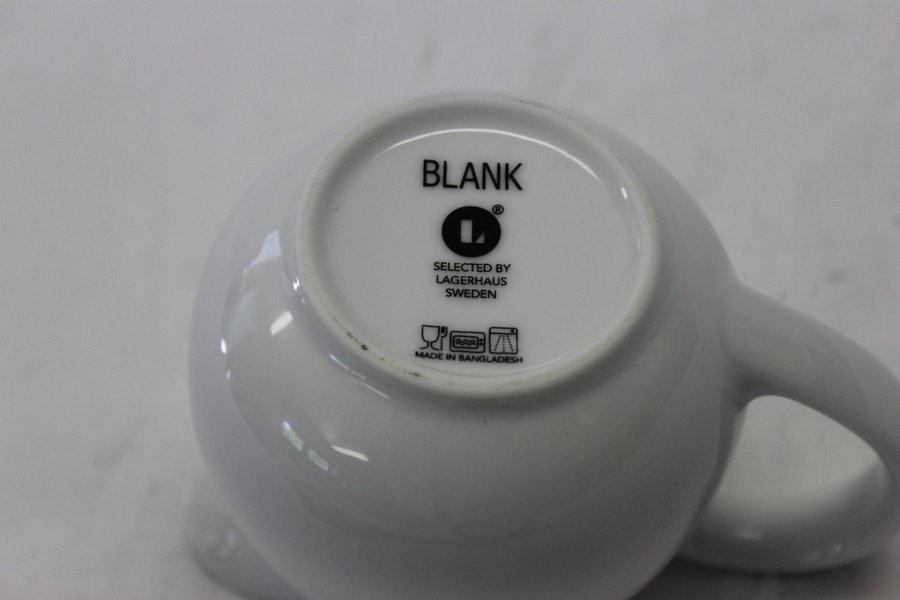 BLANK
L®
SELECTED BY
LAGERHAUS
SWEDEN
MADE IN BANGLADESH